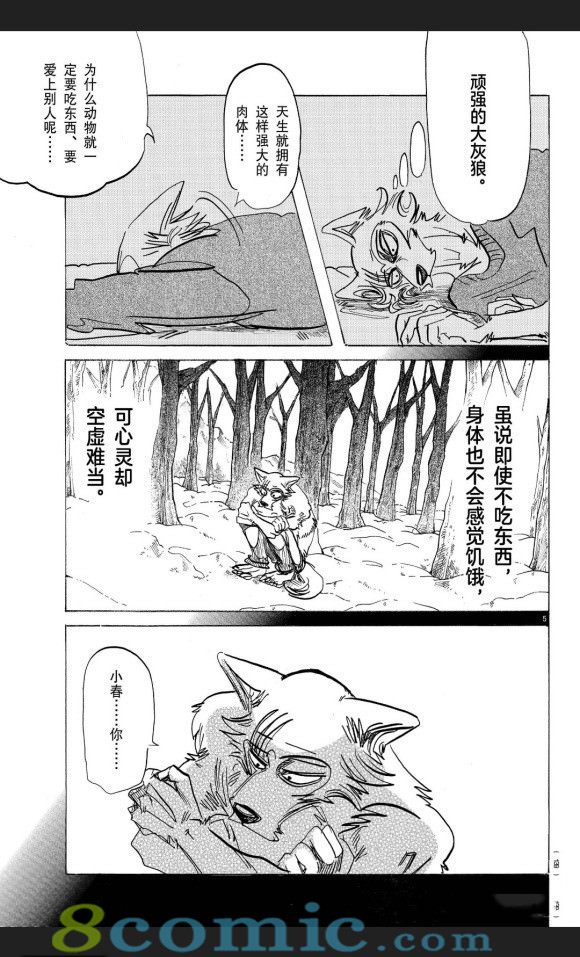 顽强的大灰狼。
天生就拥有
这样强大的
肉体……
为什么动物就一
定要吃东西、要
爱上别人呢……
虽说即使不吃东西，
身体也不会感觉饥饿，
可心灵却
空虚难当。
5
小春……你……
8comic.com